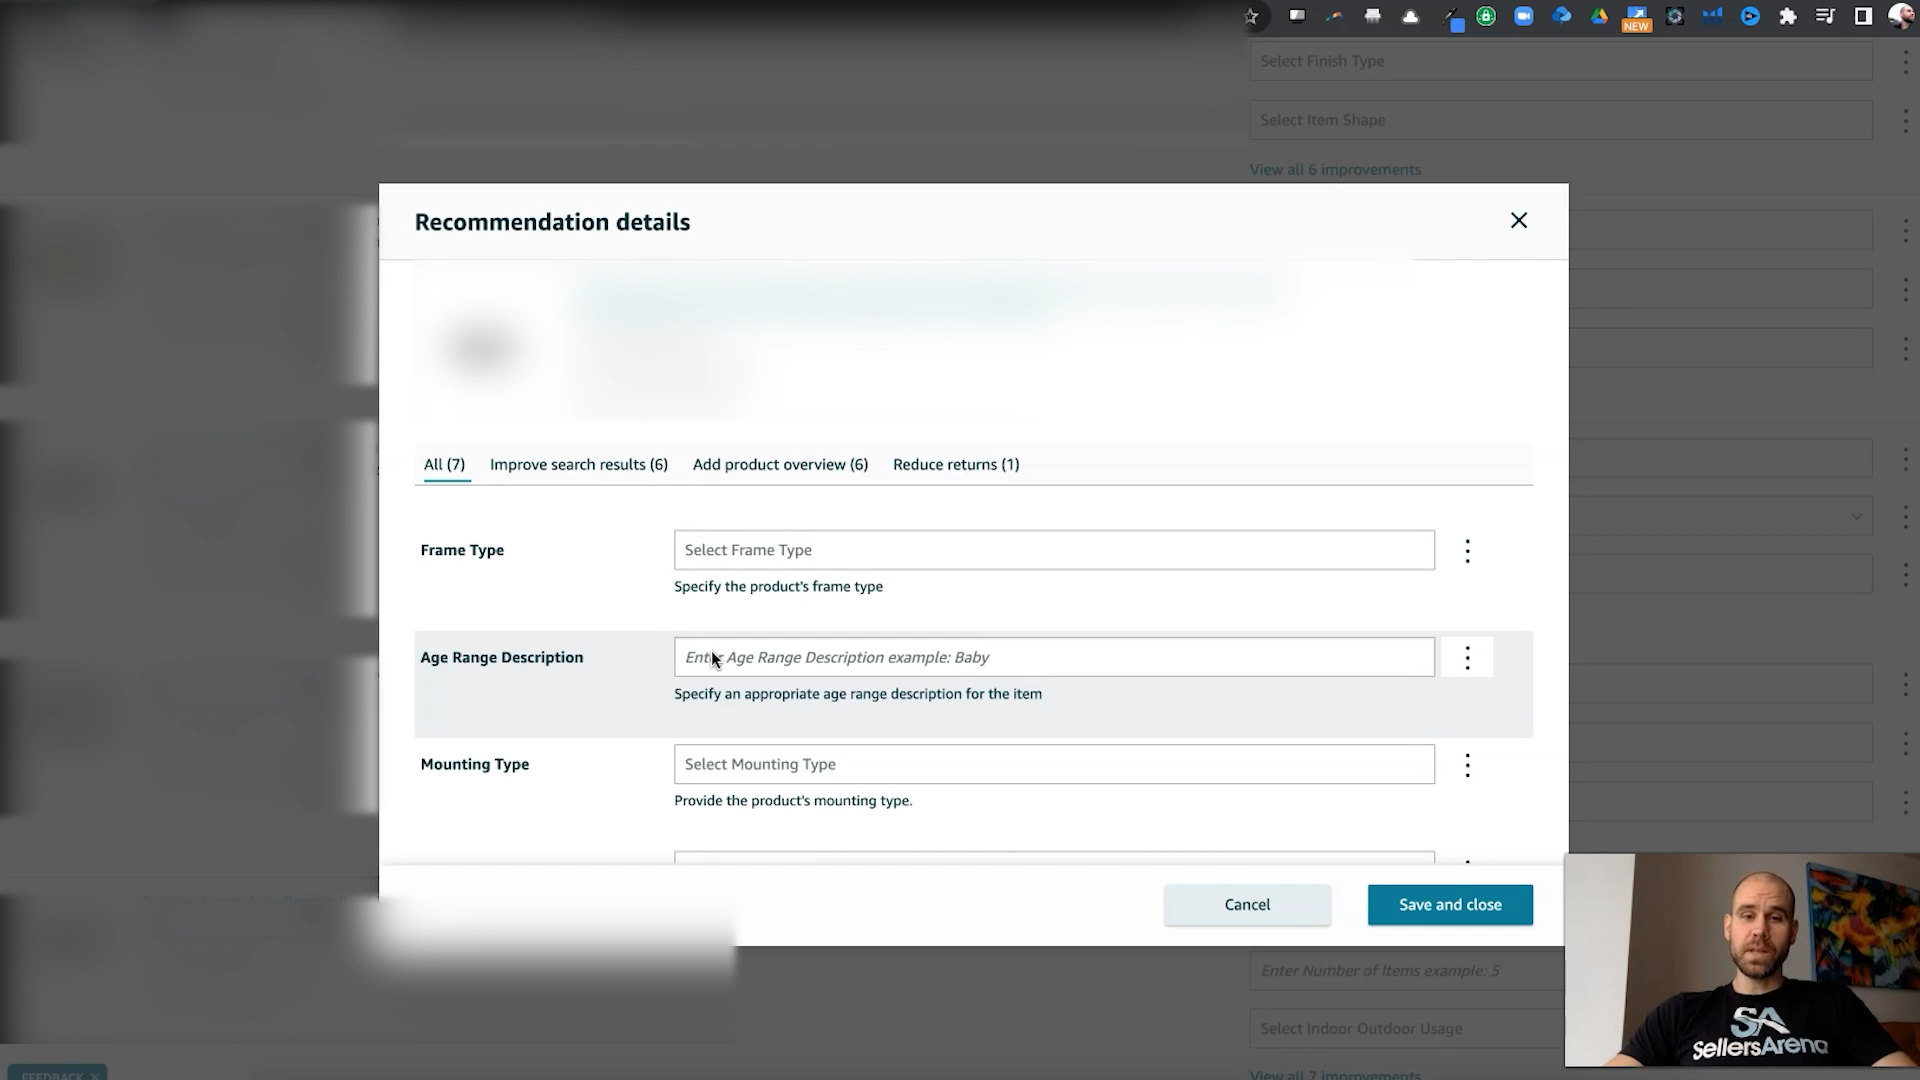 NEW
Select Finish Type
Select Item Shape
View all 6 improvements
Recommendation details
All (7) Improve search results (6) Add product overview (6) Reduce returns (1)
Frame Type
Select Frame Type
Specify the product's frame type
Age Range Description
Enter Age Range Description example: Baby
Specify an appropriate age range description for the item
Mounting Type
Select Mounting Type
Provide the product's mounting type.
Cancel
Save and close
Enter Number of Items example: 5
Select Indoor Outdoor Usage
View all 7 improvements
FEEDBACK
SA
SellersArena